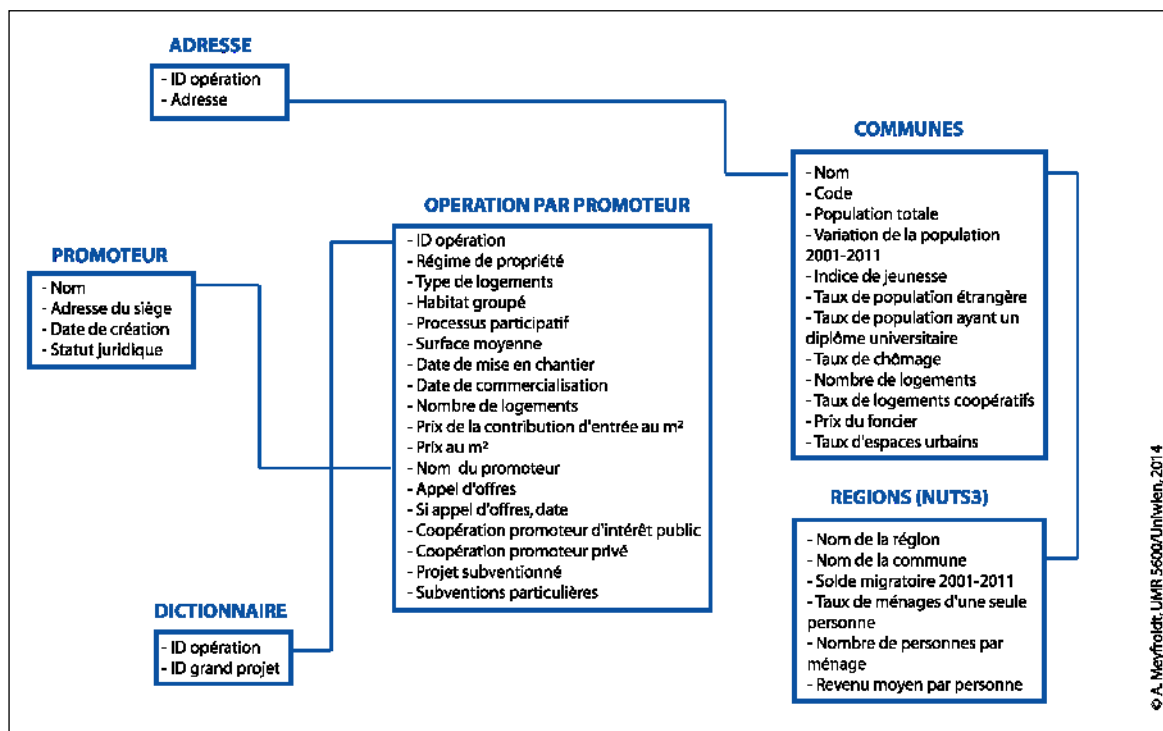 ADRESSE
- ID opération
- Adresse
COMMUNES
- Nom
- Code
- Population totale
- Variation de la population
2001-2011
- Indice de jeunesse
- Taux de population étrangère
- Taux de population ayant un
diplôme universitaire
- Taux de chômage
- Nombre de logements
- Taux de logements coopératifs
- Prix du foncier
- Taux d'espaces urbains
OPERATION PAR PROMOTEUR
- ID opération
- Régime de propriété
- Type de logements
- Habitat groupé
- Processus participatif
- Surface moyenne
- Date de mise en chantier
- Date de commercialisation
- Nombre de logements
- Prix de la contribution d'entrée au m²
- Prix au m²
- Nom du promoteur
- Appel d'offres
- Si appel d'offres, date
- Coopération promoteur d'intérêt public
- Coopération promoteur privé
- Projet subventionné
- Subventions particulières
PROMOTEUR
- Nom
- Adresse du siège
- Date de création
- Statut juridique
REGIONS (NUTS3)
- Nom de la région
- Nom de la commune
- Solde migratoire 2001-2011
- Taux de ménages d'une seule
personne
- Nombre de personnes par
ménage
- Revenu moyen par personne
DICTIONNAIRE
- ID opération
- ID grand projet
© A. Meyfroldt, UMR 5600/Uniwien, 2014